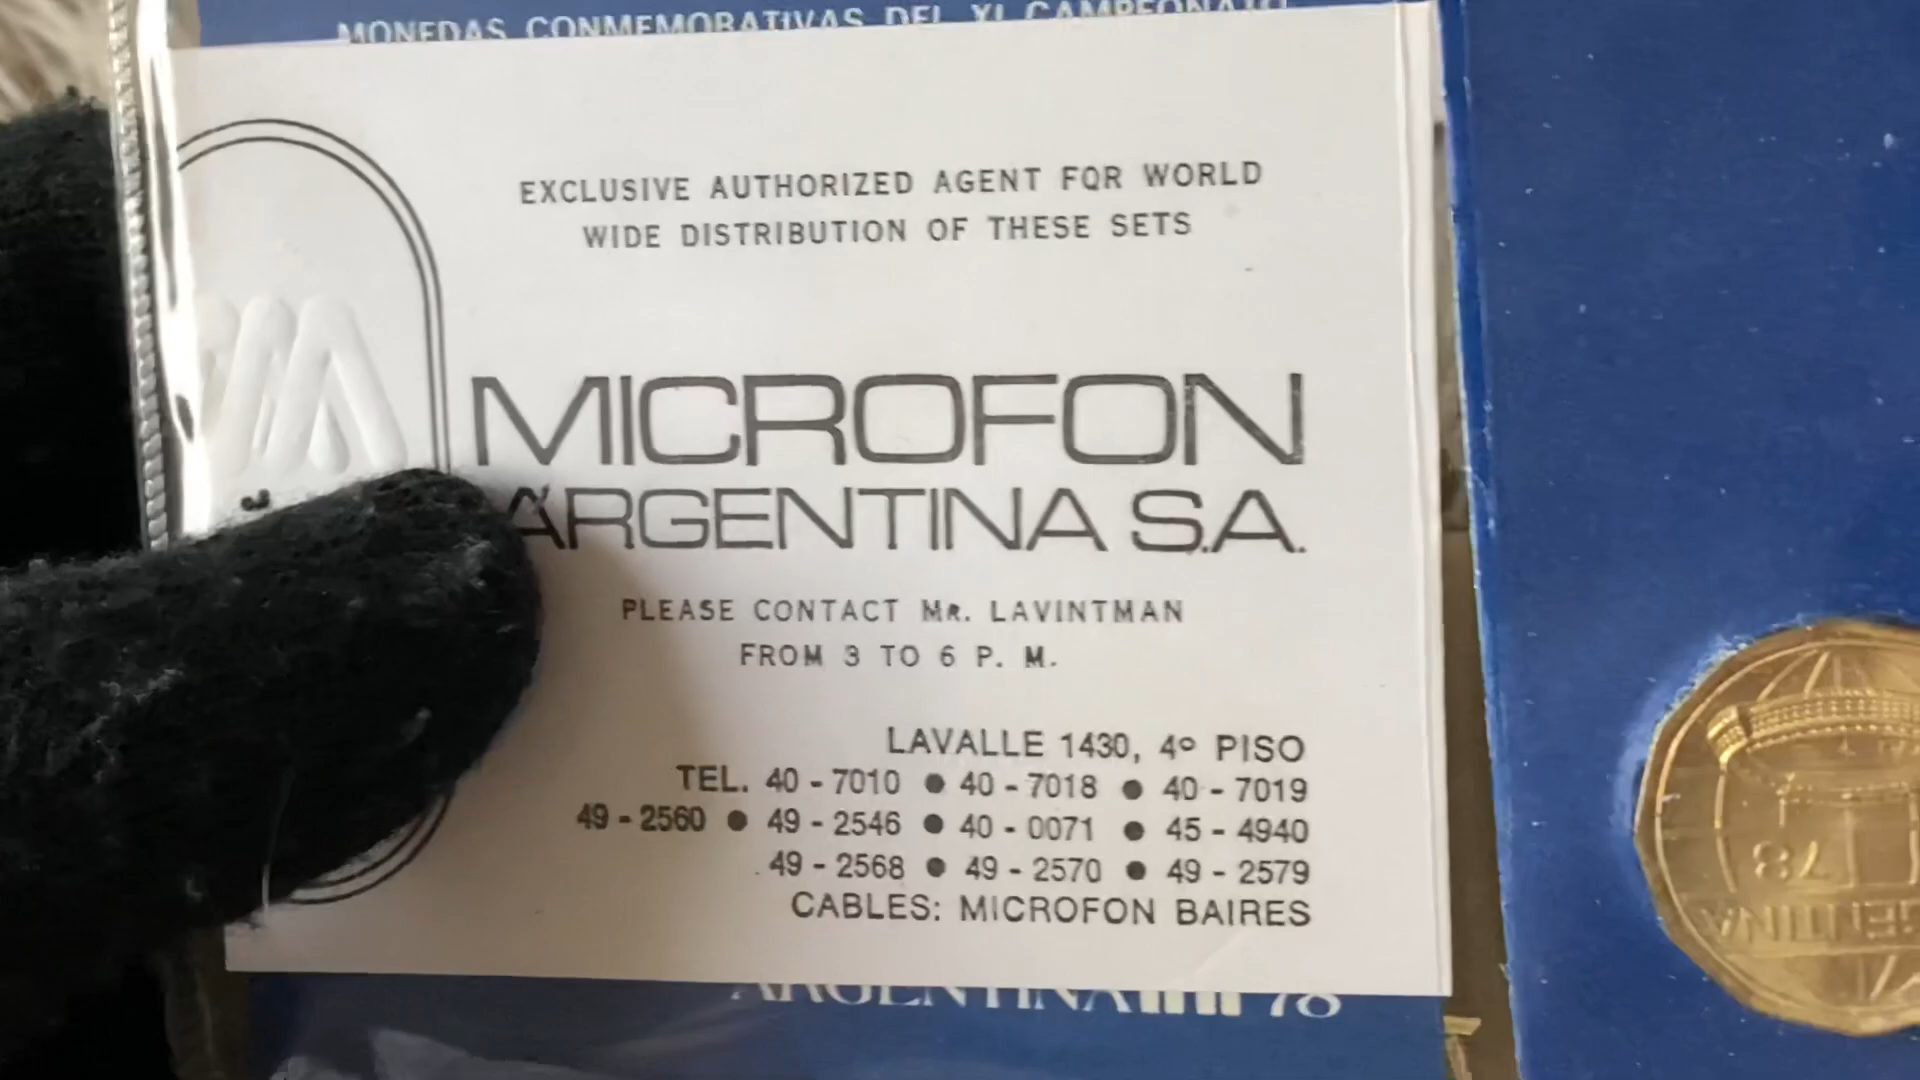 MONEDAS CONMEMORATIVAS DEL XI CAMPEONATO
EXCLUSIVE AUTHORIZED AGENT FOR WORLD
WIDE DISTRIBUTION OF THESE SETS
MICROFON
ARGENTINA S.A.
PLEASE CONTACT MR. LAVINTMAN
FROM 3 TO 6 P. M.
LAVALLE 1430, 4º PISO
TEL. 40 - 7010 ● 40 - 7018 ● 40 - 7019
49 - 2560 ● 49 - 2546 ● 40 - 0071 ● 45 - 4940
49 - 2568 ● 49 - 2570 ● 49 - 2579
CABLES: MICROFON BAIRES
ARGENTINA 78
78